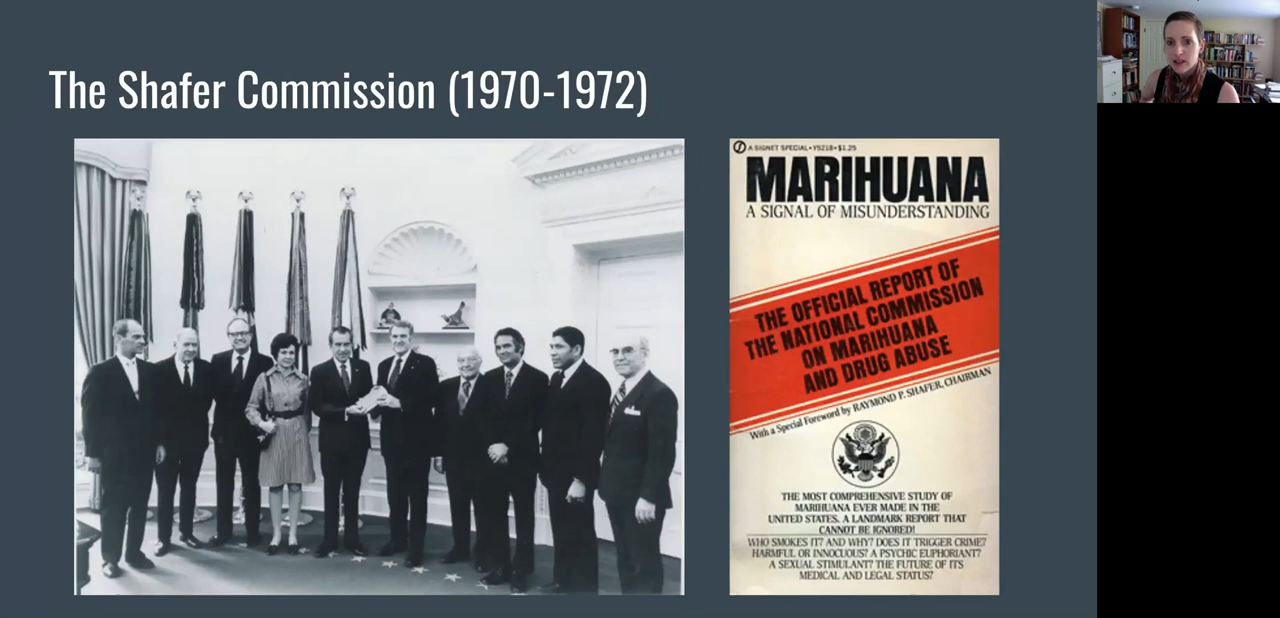 The Shafer Commission (1970-1972)
A SIGNET SPECIAL • Y5218 • $1.25
MARIHUANA
A SIGNAL OF MISUNDERSTANDING
THE OFFICIAL REPORT OF
THE NATIONAL COMMISSION
ON MARIHUANA
AND DRUG ABUSE
With a Special Foreword by RAYMOND P. SHAFER, CHAIRMAN
THE MOST COMPREHENSIVE STUDY OF
MARIHUANA EVER MADE IN THE
UNITED STATES. A LANDMARK REPORT THAT
CANNOT BE IGNORED!
WHO SMOKES IT? AND WHY? DOES IT TRIGGER CRIME?
HARMFUL OR INNOCUOUS? A PSYCHIC EUPHORIANT?
A SEXUAL STIMULANT? THE FUTURE OF ITS
MEDICAL AND LEGAL STATUS?